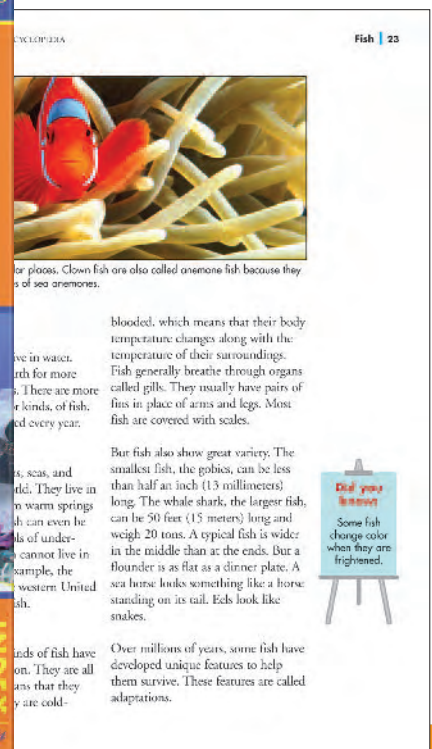 CYCLOPEDIA
Fish | 23
lar places. Clown fish are also called anemone fish because they
s of sea anemones.
ive in water.
rth for more
s. There are more
r kinds, of fish.
ed every year.
rs, seas, and
rld. They live in
m warm springs
sh can even be
ols of under-
cannot live in
xample, the
western United
ish.
inds of fish have
on. They are all
ans that they
y are cold-
blooded, which means that their body
temperature changes along with the
temperature of their surroundings.
Fish generally breathe through organs
called gills. They usually have pairs of
fins in place of arms and legs. Most
fish are covered with scales.
But fish also show great variety. The
smallest fish, the gobies, can be less
than half an inch (13 millimeters)
long. The whale shark, the largest fish,
can be 50 feet (15 meters) long and
weigh 20 tons. A typical fish is wider
in the middle than at the ends. But a
flounder is as flat as a dinner plate. A
sea horse looks something like a horse
standing on its tail. Eels look like
snakes.
Over millions of years, some fish have
developed unique features to help
them survive. These features are called
adaptations.
Did you
know
Some fish
change color
when they are
frightened.